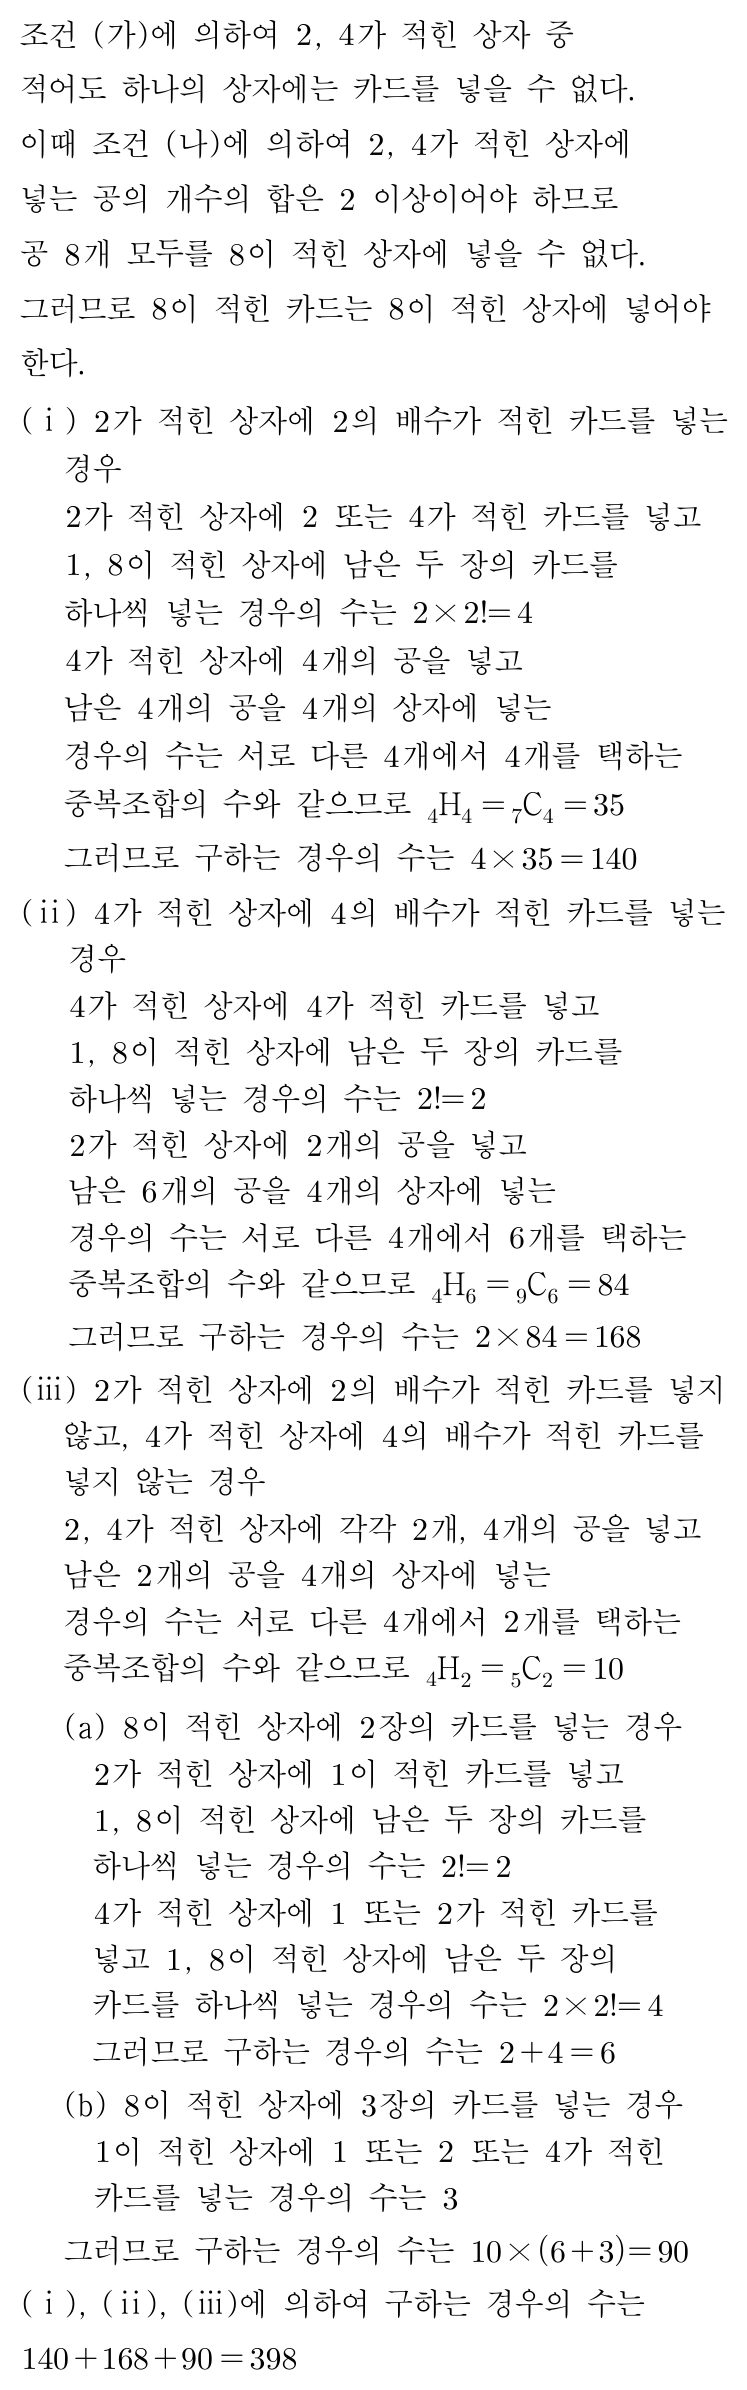 조건 (가)에 의하여 2, 4가 적힌 상자 중
적어도 하나의 상자에는 카드를 넣을 수 없다.
이때 조건 (나)에 의하여 2, 4가 적힌 상자에
넣는 공의 개수의 합은 2 이상이어야 하므로
공 8개 모두를 8이 적힌 상자에 넣을 수 없다.
그러므로 8이 적힌 카드는 8이 적힌 상자에 넣어야
한다.
(ⅰ) 2가 적힌 상자에 2의 배수가 적힌 카드를 넣는
경우
2가 적힌 상자에 2 또는 4가 적힌 카드를 넣고
1, 8이 적힌 상자에 남은 두 장의 카드를
하나씩 넣는 경우의 수는 2×2!=4
4가 적힌 상자에 4개의 공을 넣고
남은 4개의 공을 4개의 상자에 넣는
경우의 수는 서로 다른 4개에서 4개를 택하는
중복조합의 수와 같으므로 ₄H₄=₇C₄=35
그러므로 구하는 경우의 수는 4×35=140
(ⅱ) 4가 적힌 상자에 4의 배수가 적힌 카드를 넣는
경우
4가 적힌 상자에 4가 적힌 카드를 넣고
1, 8이 적힌 상자에 남은 두 장의 카드를
하나씩 넣는 경우의 수는 2!=2
2가 적힌 상자에 2개의 공을 넣고
남은 6개의 공을 4개의 상자에 넣는
경우의 수는 서로 다른 4개에서 6개를 택하는
중복조합의 수와 같으므로 ₄H₆=₉C₆=84
그러므로 구하는 경우의 수는 2×84=168
(ⅲ) 2가 적힌 상자에 2의 배수가 적힌 카드를 넣지
않고, 4가 적힌 상자에 4의 배수가 적힌 카드를
넣지 않는 경우
2, 4가 적힌 상자에 각각 2개, 4개의 공을 넣고
남은 2개의 공을 4개의 상자에 넣는
경우의 수는 서로 다른 4개에서 2개를 택하는
중복조합의 수와 같으므로 ₄H₂=₅C₂=10
(a) 8이 적힌 상자에 2장의 카드를 넣는 경우
2가 적힌 상자에 1이 적힌 카드를 넣고
1, 8이 적힌 상자에 남은 두 장의 카드를
하나씩 넣는 경우의 수는 2!=2
4가 적힌 상자에 1 또는 2가 적힌 카드를
넣고 1, 8이 적힌 상자에 남은 두 장의
카드를 하나씩 넣는 경우의 수는 2×2!=4
그러므로 구하는 경우의 수는 2+4=6
(b) 8이 적힌 상자에 3장의 카드를 넣는 경우
1이 적힌 상자에 1 또는 2 또는 4가 적힌
카드를 넣는 경우의 수는 3
그러므로 구하는 경우의 수는 10×(6+3)=90
(ⅰ), (ⅱ), (ⅲ)에 의하여 구하는 경우의 수는
140+168+90=398